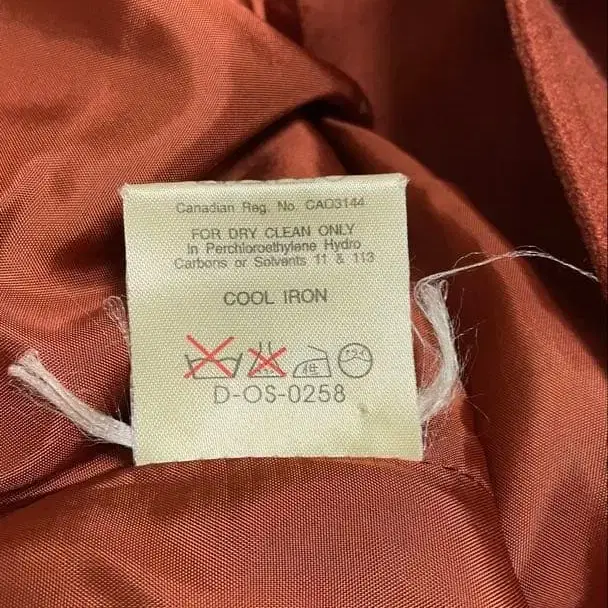 Canadian Reg. No. CA03144
FOR DRY CLEAN ONLY
In Perchloroethylene Hydro
Carbons or Solvents 11 & 113
COOL IRON
D-OS-0258